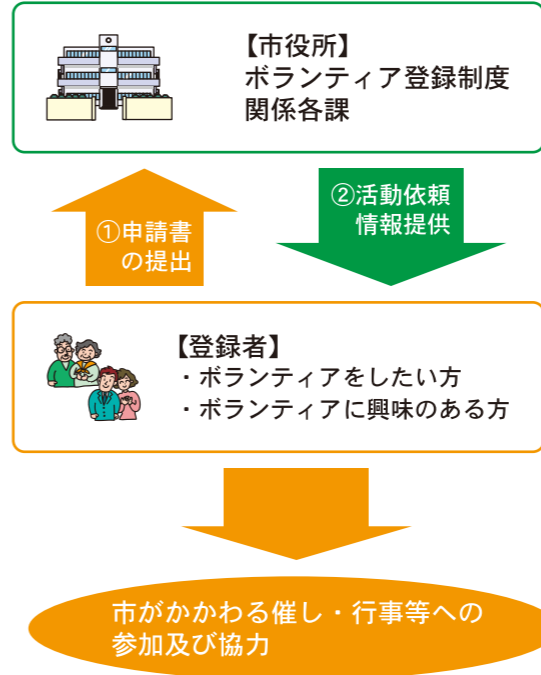 【市役所】
ボランティア登録制度
関係各課
①申請書
の提出
②活動依頼
情報提供
【登録者】
・ボランティアをしたい方
・ボランティアに興味のある方
市がかかわる催し・行事等への
参加及び協力